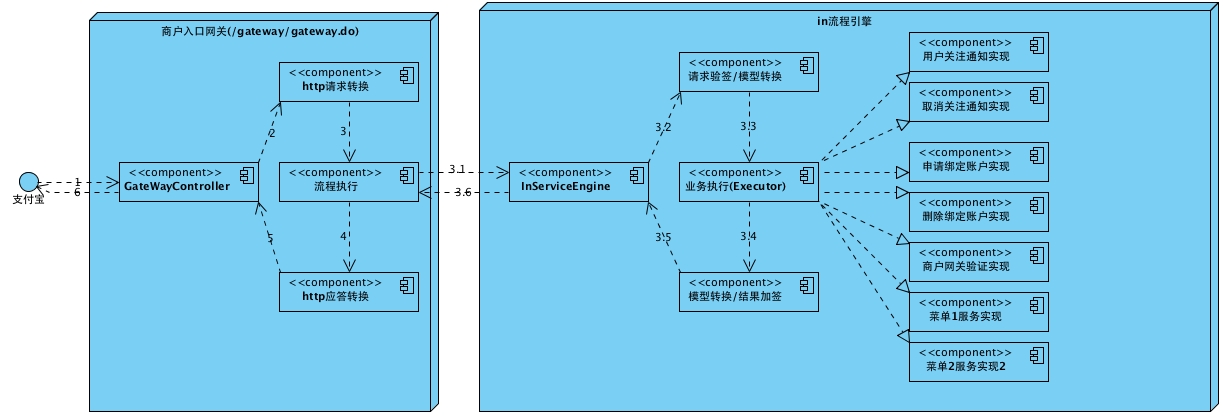 商户入口网关(/gateway/gateway.do)
<<component>>
http请求转换
2
3
支付宝
1
6
<<component>>
GateWayController
<<component>>
流程执行
5
4
<<component>>
http应答转换
3.1
3.6
in流程引擎
<<component>>
请求验签/模型转换
3.2
3.3
<<component>>
InServiceEngine
<<component>>
业务执行(Executor)
3.5
3.4
<<component>>
模型转换/结果加签
<<component>>
用户关注通知实现
<<component>>
取消关注通知实现
<<component>>
申请绑定账户实现
<<component>>
删除绑定账户实现
<<component>>
商户网关验证实现
<<component>>
菜单1服务实现
<<component>>
菜单2服务实现2